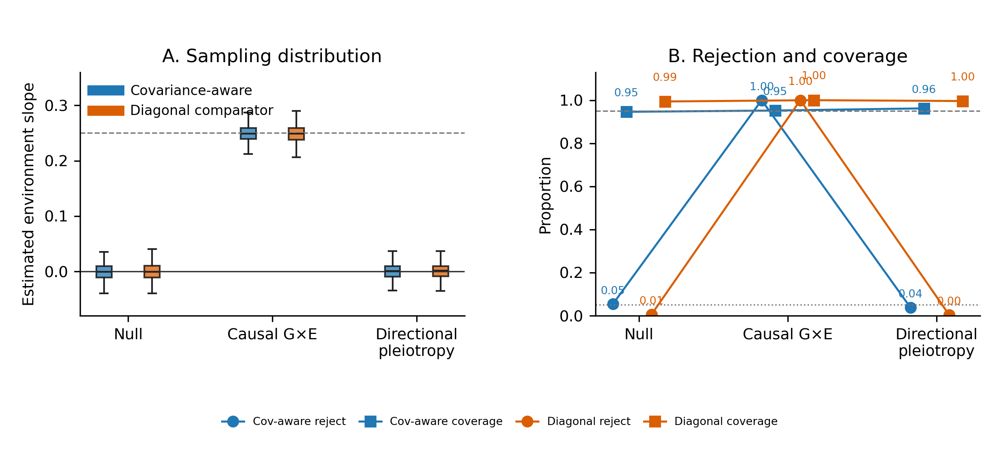 A. Sampling distribution
Estimated environment slope
0.3
0.2
0.1
0.0
Covariance-aware
Diagonal comparator
Null
Causal G×E
Directional
pleiotropy
B. Rejection and coverage
Proportion
1.0
0.8
0.6
0.4
0.2
0.0
0.95
0.99
1.00
0.95
1.00
1.00
0.96
1.00
0.05
0.01
0.04
0.00
Null
Causal G×E
Directional
pleiotropy
Cov-aware reject
Cov-aware coverage
Diagonal reject
Diagonal coverage